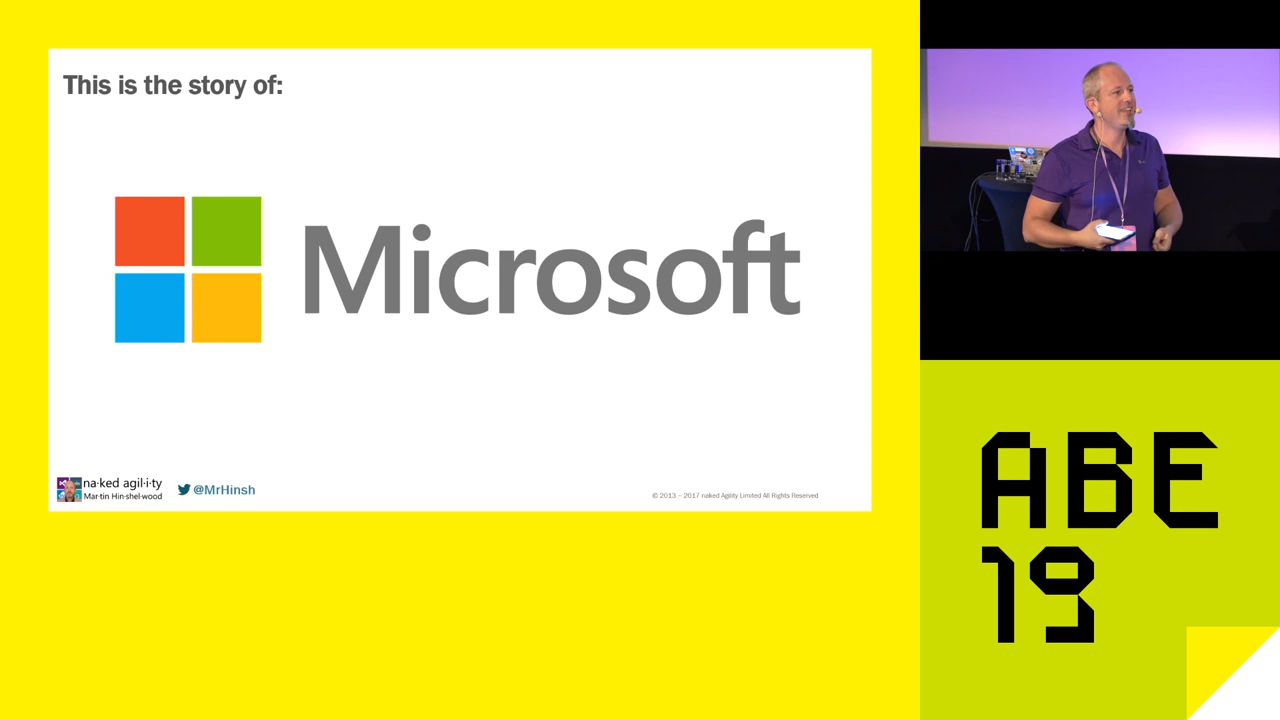 This is the story of:
Microsoft
na·ked agil·i·ty
Mar·tin Hin·shel·wood
@MrHinsh
© 2013 – 2017 naked Agility Limited All Rights Reserved
ABE
19